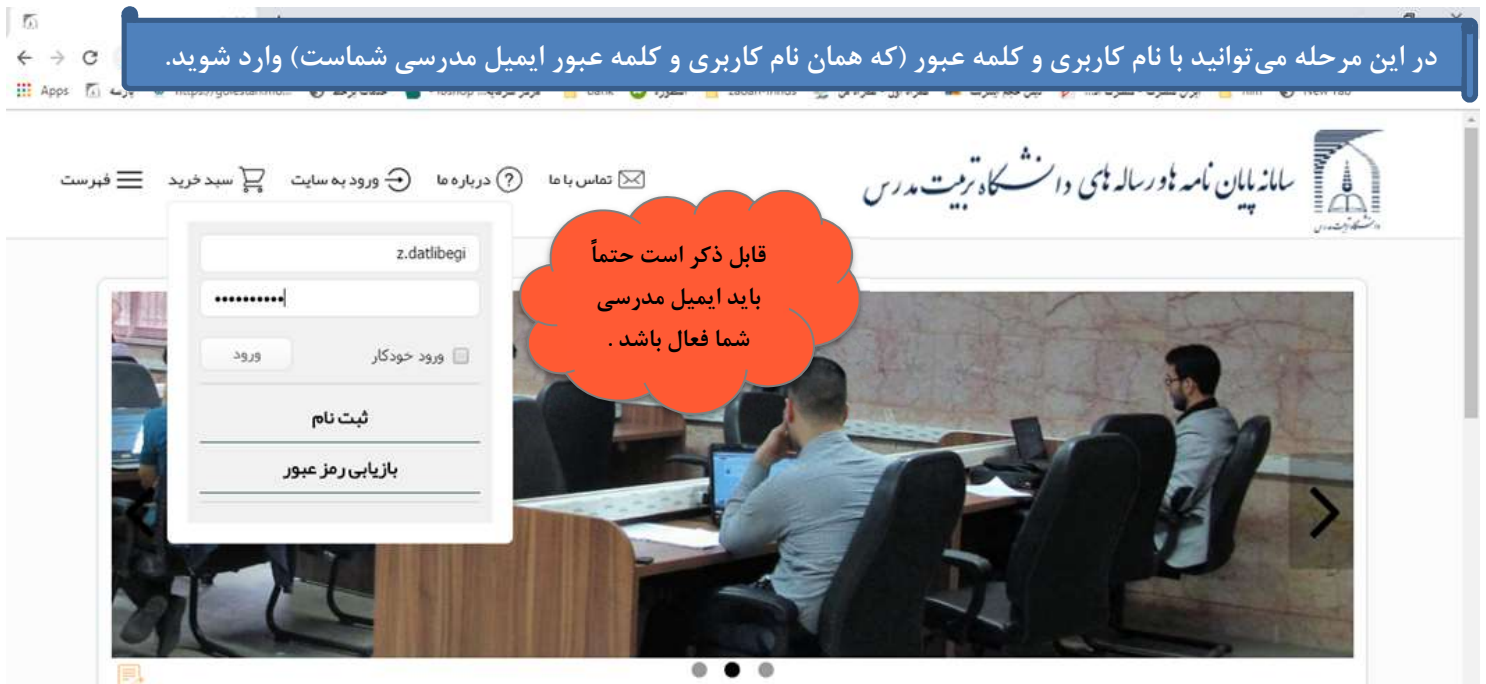 در این مرحله می‌توانید با نام کاربری و کلمه عبور (که همان نام کاربری و کلمه عبور ایمیل مدرسی شماست) وارد شوید.
Apps
New Tab
سامانه پایان نامه ها و رساله های دانشگاه تربیت مدرس
تماس با ما
درباره ما
ورود به سایت
سبد خرید
فهرست
z.datlibegi
••••••••••
ورود خودکار
ورود
ثبت نام
بازیابی رمز عبور
قابل ذکر است حتماً
باید ایمیل مدرسی
شما فعال باشد .